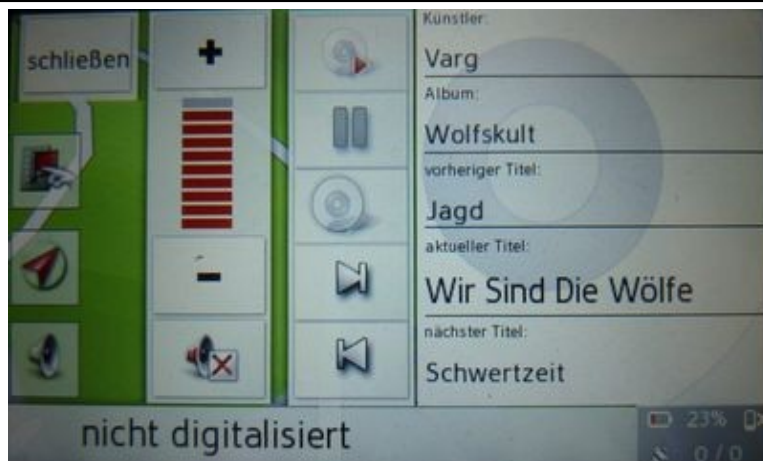 schließen
+
-
Künstler:
Varg
Album:
Wolfskult
vorheriger Titel:
Jagd
aktueller Titel:
Wir Sind Die Wölfe
nächster Titel:
Schwertzeit
nicht digitalisiert
23%
0 / 0